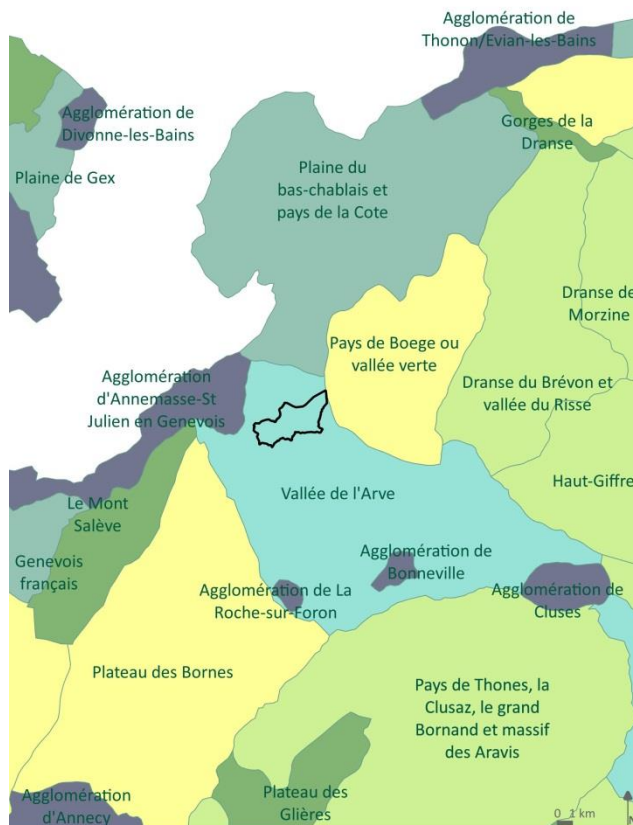 Agglomération de
Thonon/Evian-les-Bains
Agglomération de
Divonne-les-Bains
Gorges de la
Dranse
Plaine de Gex
Plaine du
bas-chablais et
pays de la Cote
Dranse de
Morzine
Pays de Boege ou
vallée verte
Agglomération
d'Annemasse-St
Julien en Genevois
Dranse du Brévon et
vallée du Risse
Haut-Giffre
Vallée de l'Arve
Le Mont
Salève
Genevois
français
Agglomération de
Bonneville
Agglomération de La
Roche-sur-Foron
Agglomération de
Cluses
Plateau des Bornes
Pays de Thones, la
Clusaz, le grand
Bornand et massif
des Aravis
Plateau des
Glières
Agglomération
d'Annecy
0 1 km
N